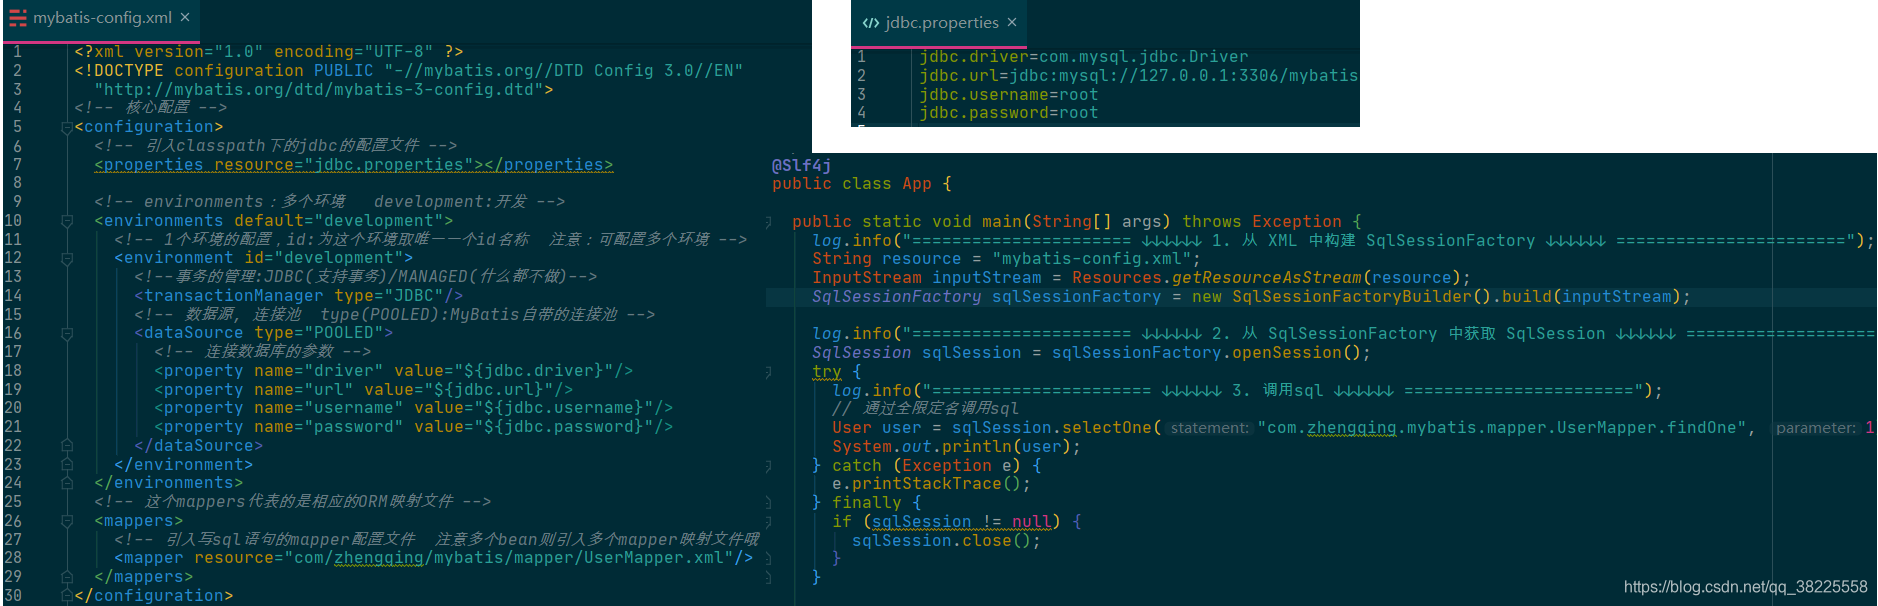 mybatis-config.xml ×
1 <?xml version="1.0" encoding="UTF-8" ?>
2 <!DOCTYPE configuration PUBLIC "-//mybatis.org//DTD Config 3.0//EN"
3 "http://mybatis.org/dtd/mybatis-3-config.dtd">
4 <!-- 核心配置 -->
5 <configuration>
6 <!-- 引入classpath下的jdbc的配置文件 -->
7 <properties resource="jdbc.properties"></properties>
8
9 <!-- environments：多个环境 development:开发 -->
10 <environments default="development">
11 <!-- 1个环境的配置，id:为这个环境取唯一一个id名称 注意：可配置多个环境 -->
12 <environment id="development">
13 <!--事务的管理:JDBC(支持事务)/MANAGED(什么都不做)-->
14 <transactionManager type="JDBC"/>
15 <!-- 数据源, 连接池 type(POOLED):MyBatis自带的连接池 -->
16 <dataSource type="POOLED">
17 <!-- 连接数据库的参数 -->
18 <property name="driver" value="${jdbc.driver}"/>
19 <property name="url" value="${jdbc.url}"/>
20 <property name="username" value="${jdbc.username}"/>
21 <property name="password" value="${jdbc.password}"/>
22 </dataSource>
23 </environment>
24 </environments>
25 <!-- 这个mappers代表的是相应的ORM映射文件 -->
26 <mappers>
27 <!-- 引入写sql语句的mapper配置文件 注意多个bean则引入多个mapper映射文件哦
28 <mapper resource="com/zhengqing/mybatis/mapper/UserMapper.xml"/>
29 </mappers>
30 </configuration>
jdbc.properties ×
1 jdbc.driver=com.mysql.jdbc.Driver
2 jdbc.url=jdbc:mysql://127.0.0.1:3306/mybatis
3 jdbc.username=root
4 jdbc.password=root
@Slf4j
public class App {
public static void main(String[] args) throws Exception {
log.info("====================== ↓↓↓↓↓↓ 1. 从 XML 中构建 SqlSessionFactory ↓↓↓↓↓↓ =======================");
String resource = "mybatis-config.xml";
InputStream inputStream = Resources.getResourceAsStream(resource);
SqlSessionFactory sqlSessionFactory = new SqlSessionFactoryBuilder().build(inputStream);
log.info("====================== ↓↓↓↓↓↓ 2. 从 SqlSessionFactory 中获取 SqlSession ↓↓↓↓↓↓ ===================
SqlSession sqlSession = sqlSessionFactory.openSession();
try {
log.info("====================== ↓↓↓↓↓↓ 3. 调用sql ↓↓↓↓↓↓ =======================");
// 通过全限定名调用sql
User user = sqlSession.selectOne( statement: "com.zhengqing.mybatis.mapper.UserMapper.findOne", parameter: 1
System.out.println(user);
} catch (Exception e) {
e.printStackTrace();
} finally {
if (sqlSession != null) {
sqlSession.close();
}
}
https://blog.csdn.net/qq_38225558